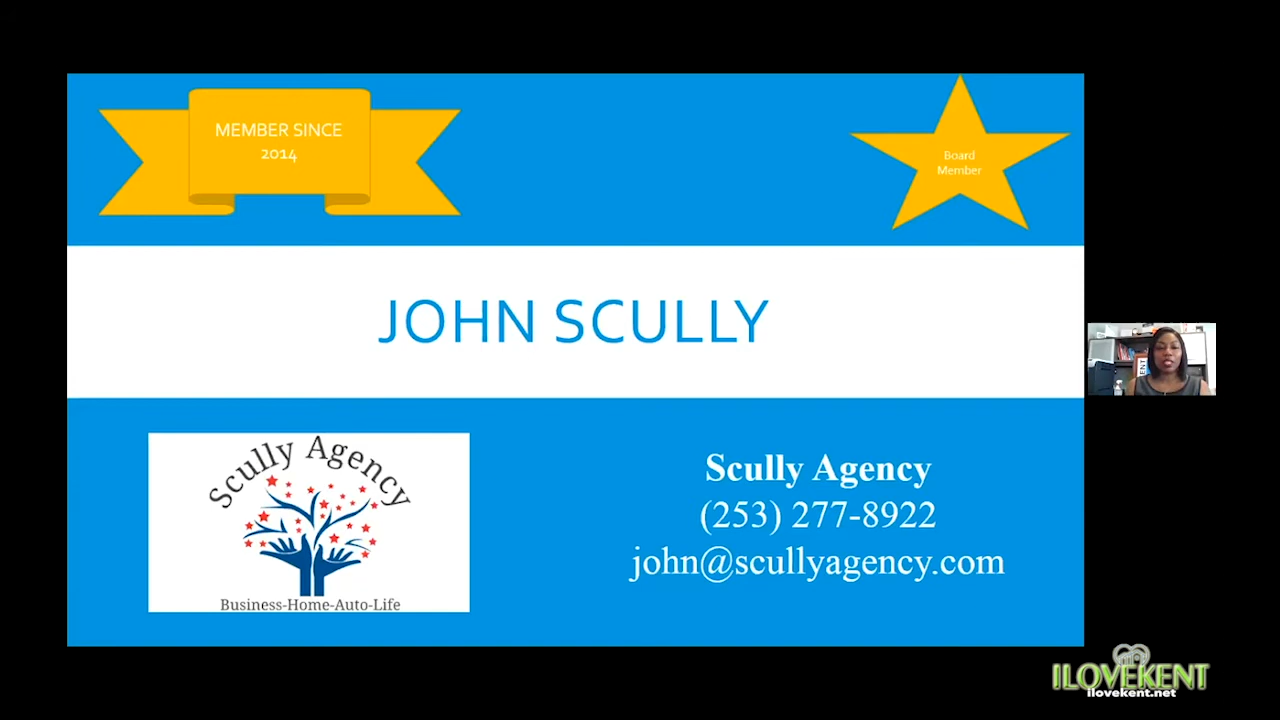 MEMBER SINCE
2014
Board
Member
JOHN SCULLY
Scully Agency
Business-Home-Auto-Life
Scully Agency
(253) 277-8922
john@scullyagency.com
ILOVEKENT
ilovekent.net